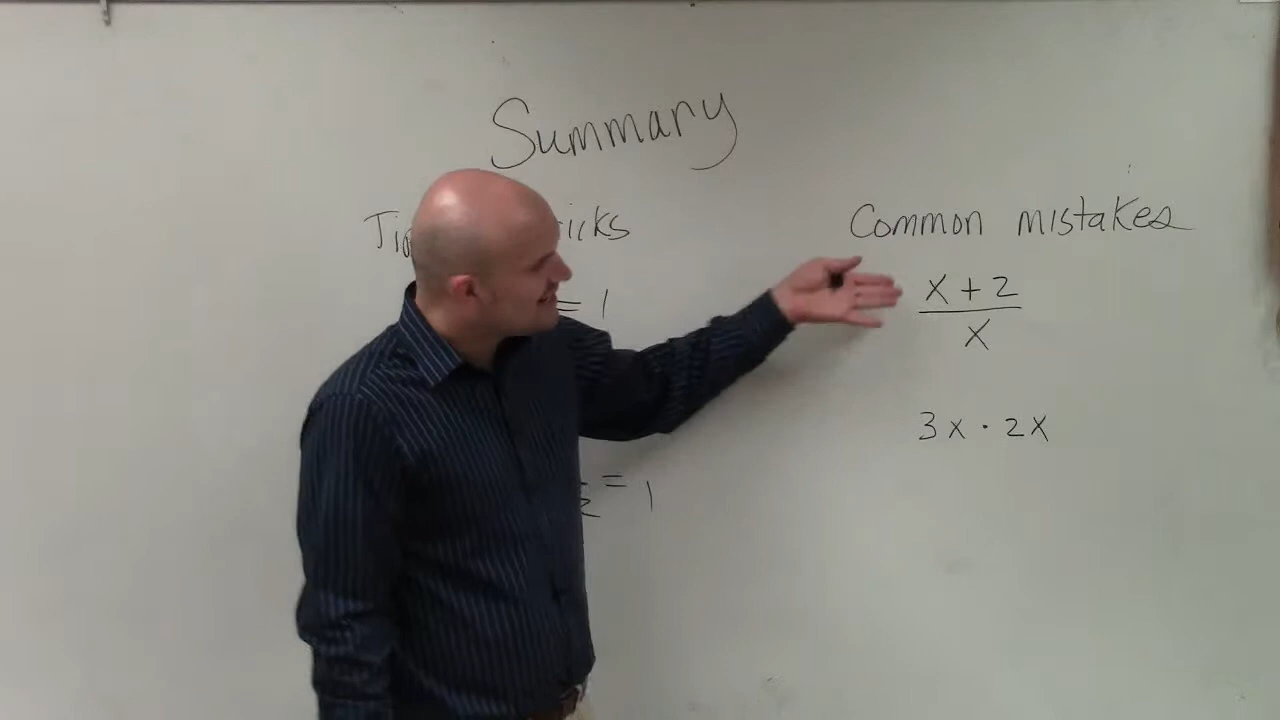 Summary
Common mistakes
= 1
x + 2
x
3x · 2x
= 1